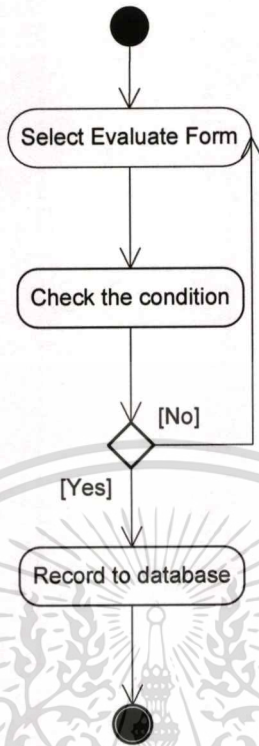 Select Evaluate Form
Check the condition
[No]
[Yes]
Record to database